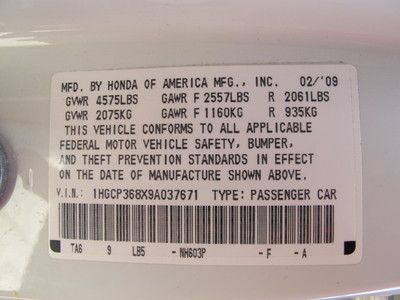 MFD. BY HONDA OF AMERICA MFG., INC. 02/'09
GVWR 4575LBS GAWR F 2557LBS R 2061LBS
GVWR 2075KG GAWR F 1160KG R 935KG
THIS VEHICLE CONFORMS TO ALL APPLICABLE
FEDERAL MOTOR VEHICLE SAFETY, BUMPER,
AND THEFT PREVENTION STANDARDS IN EFFECT
ON THE DATE OF MANUFACTURE SHOWN ABOVE.
V.I.N.: 1HGCP368X9A037671 TYPE: PASSENGER CAR
TA6 9 LB5 - NH603P - F - A